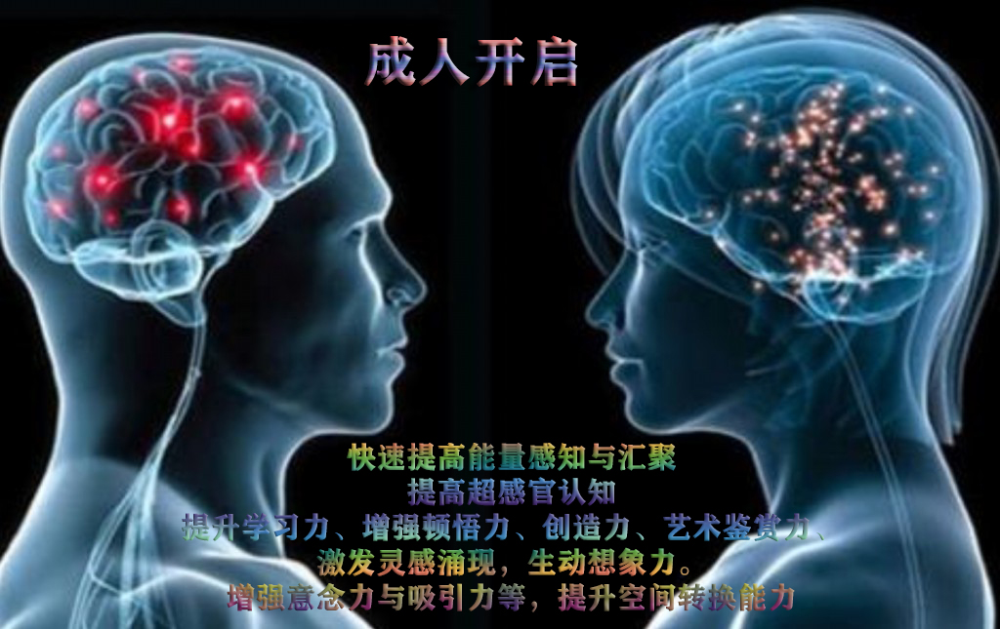 成人开启
快速提高能量感知与汇聚
提高超感官认知
提升学习力、增强顿悟力、创造力、艺术鉴赏力、
激发灵感涌现，生动想象力。
增强意念力与吸引力等，提升空间转换能力